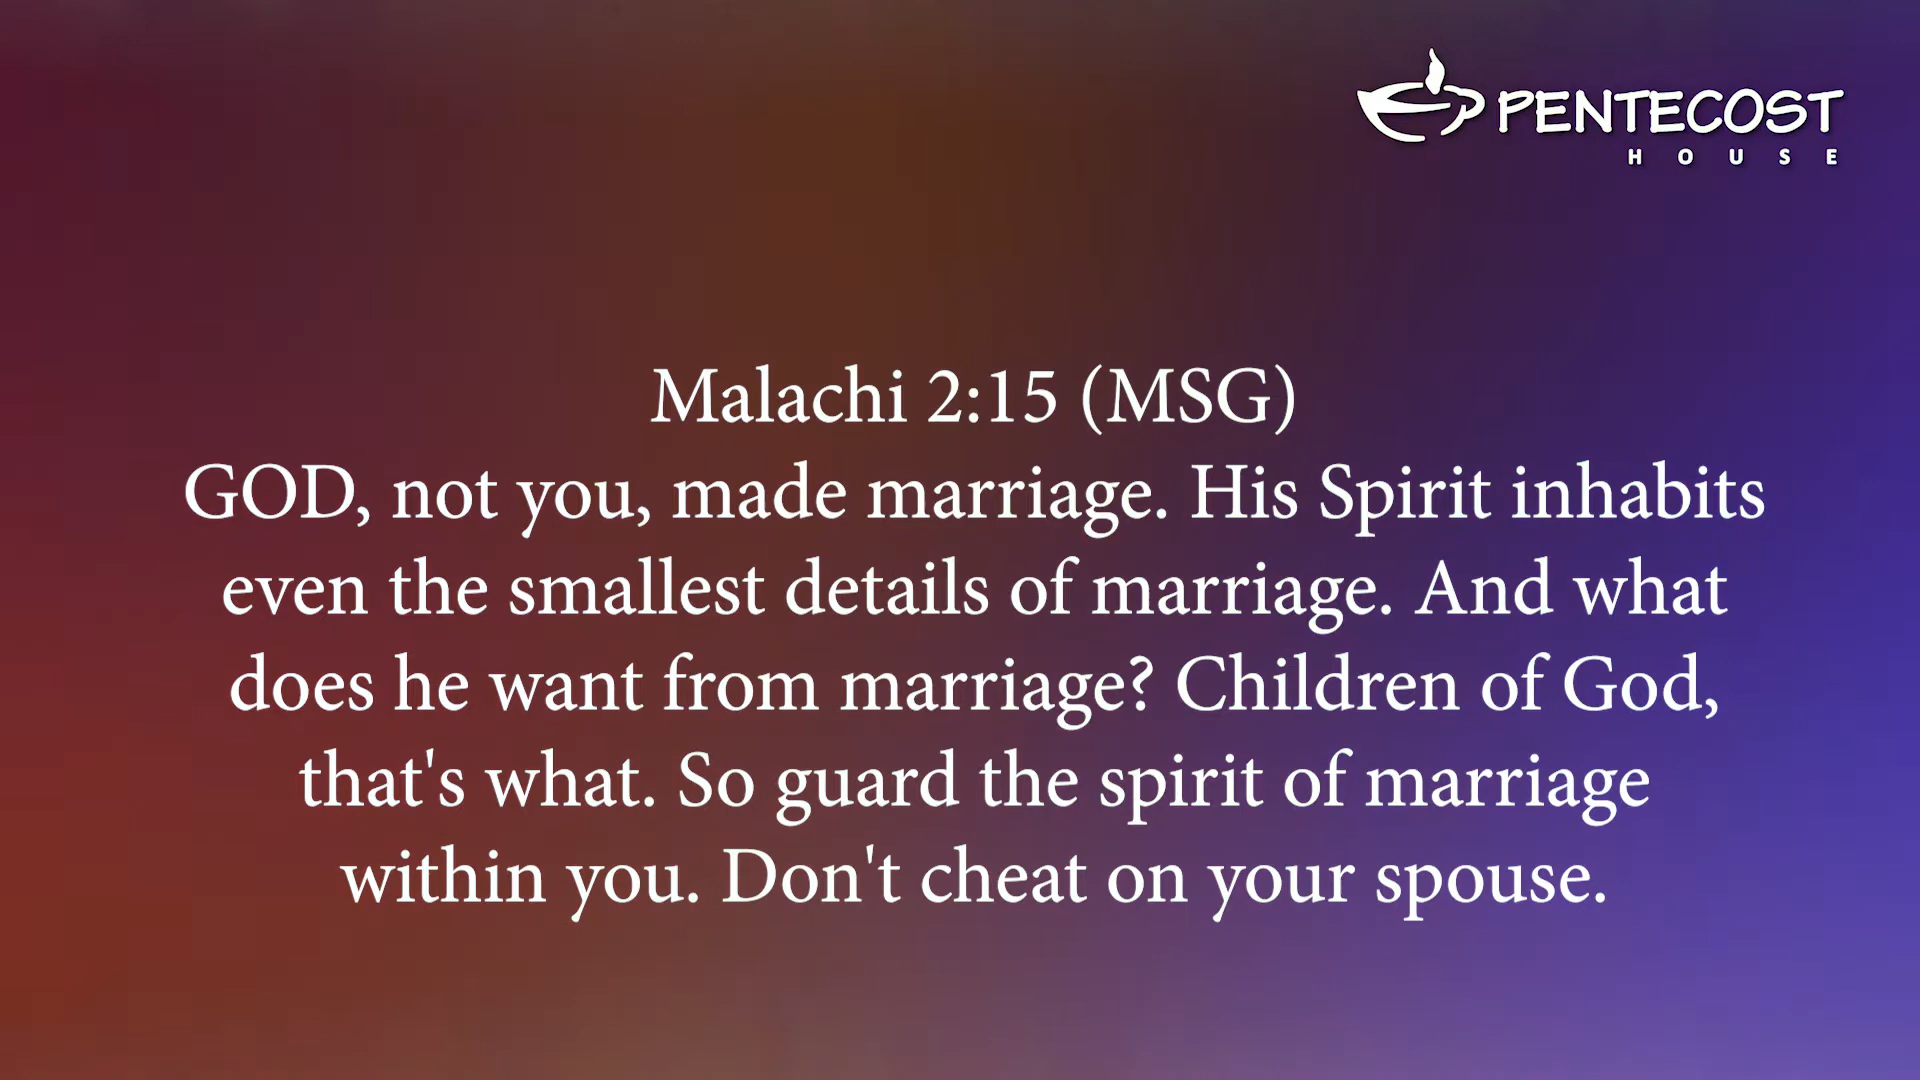 PENTECOST
HOUSE
Malachi 2:15 (MSG)
GOD, not you, made marriage. His Spirit inhabits
even the smallest details of marriage. And what
does he want from marriage? Children of God,
that's what. So guard the spirit of marriage
within you. Don't cheat on your spouse.